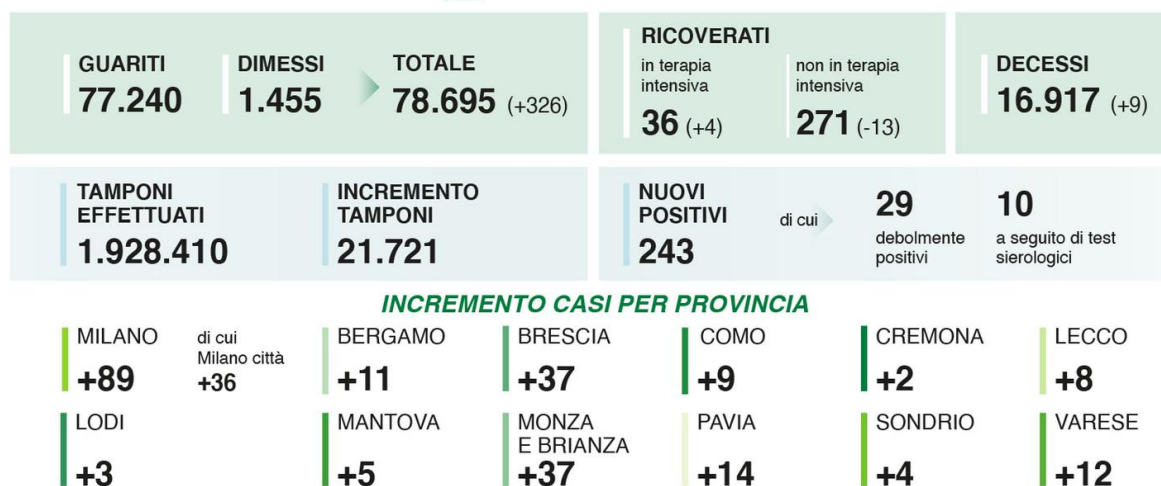 GUARITI
77.240
DIMESSI
1.455
TOTALE
78.695 (+326)
RICOVERATI
in terapia
intensiva
36 (+4)
non in terapia
intensiva
271 (-13)
DECESSI
16.917 (+9)
TAMPONI
EFFETTUATI
1.928.410
INCREMENTO
TAMPONI
21.721
NUOVI
POSITIVI
243
di cui
29
debolmente
positivi
10
a seguito di test
sierologici
INCREMENTO CASI PER PROVINCIA
MILANO
+89
di cui
Milano città
+36
BERGAMO
+11
BRESCIA
+37
COMO
+9
CREMONA
+2
LECCO
+8
LODI
+3
MANTOVA
+5
MONZA
E BRIANZA
+37
PAVIA
+14
SONDRIO
+4
VARESE
+12